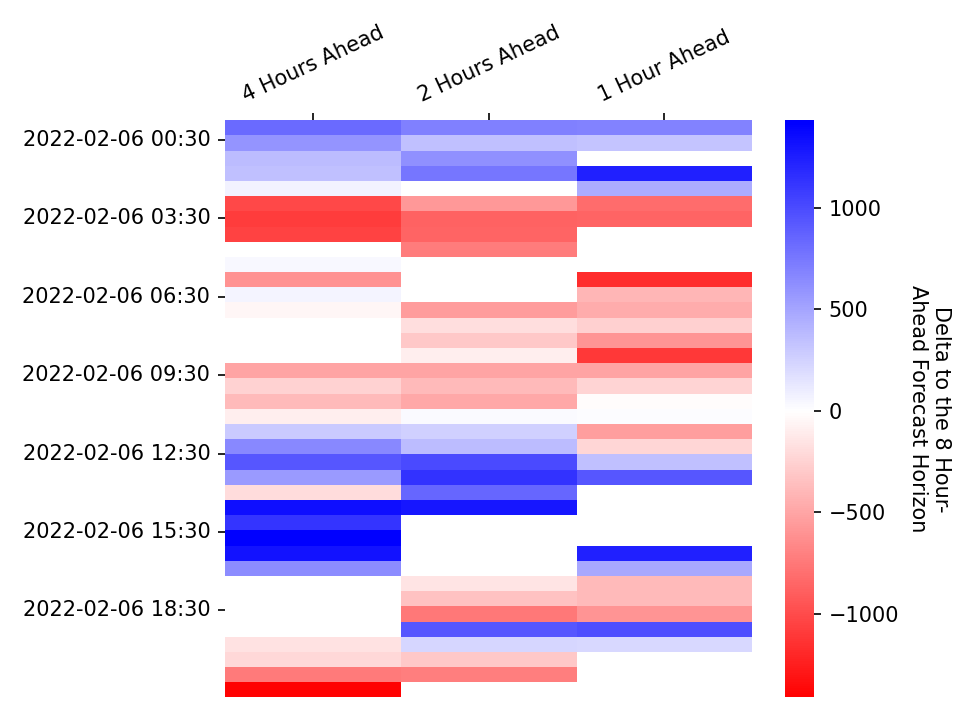 4 Hours Ahead
2 Hours Ahead
1 Hour Ahead
2022-02-06 00:30
2022-02-06 03:30
2022-02-06 06:30
2022-02-06 09:30
2022-02-06 12:30
2022-02-06 15:30
2022-02-06 18:30
1000
500
0
−500
−1000
Delta to the 8 Hour-
Ahead Forecast Horizon